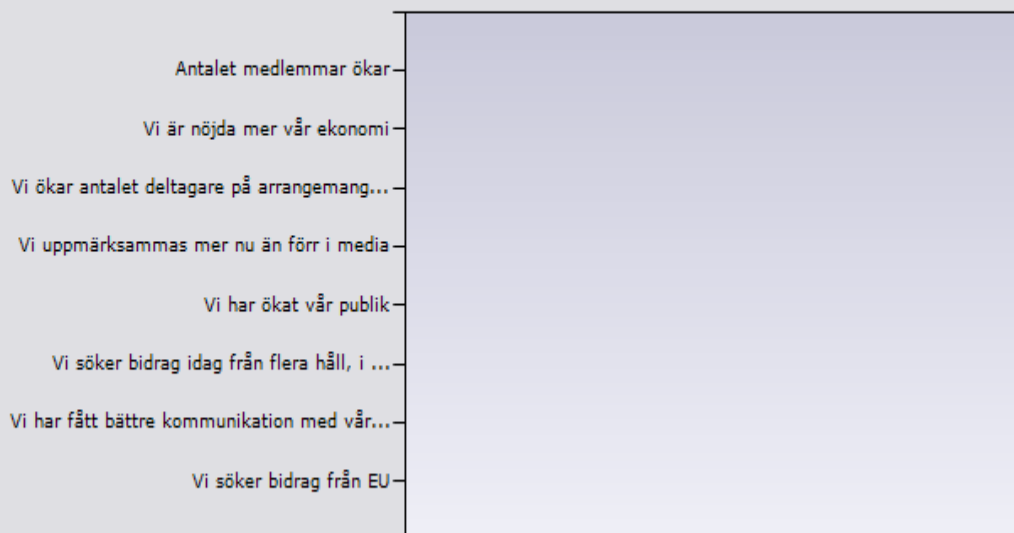 Antalet medlemmar ökar
Vi är nöjda mer vår ekonomi
Vi ökar antalet deltagare på arrangemang...
Vi uppmärksammas mer nu än förr i media
Vi har ökat vår publik
Vi söker bidrag idag från flera håll, i ...
Vi har fått bättre kommunikation med vår...
Vi söker bidrag från EU